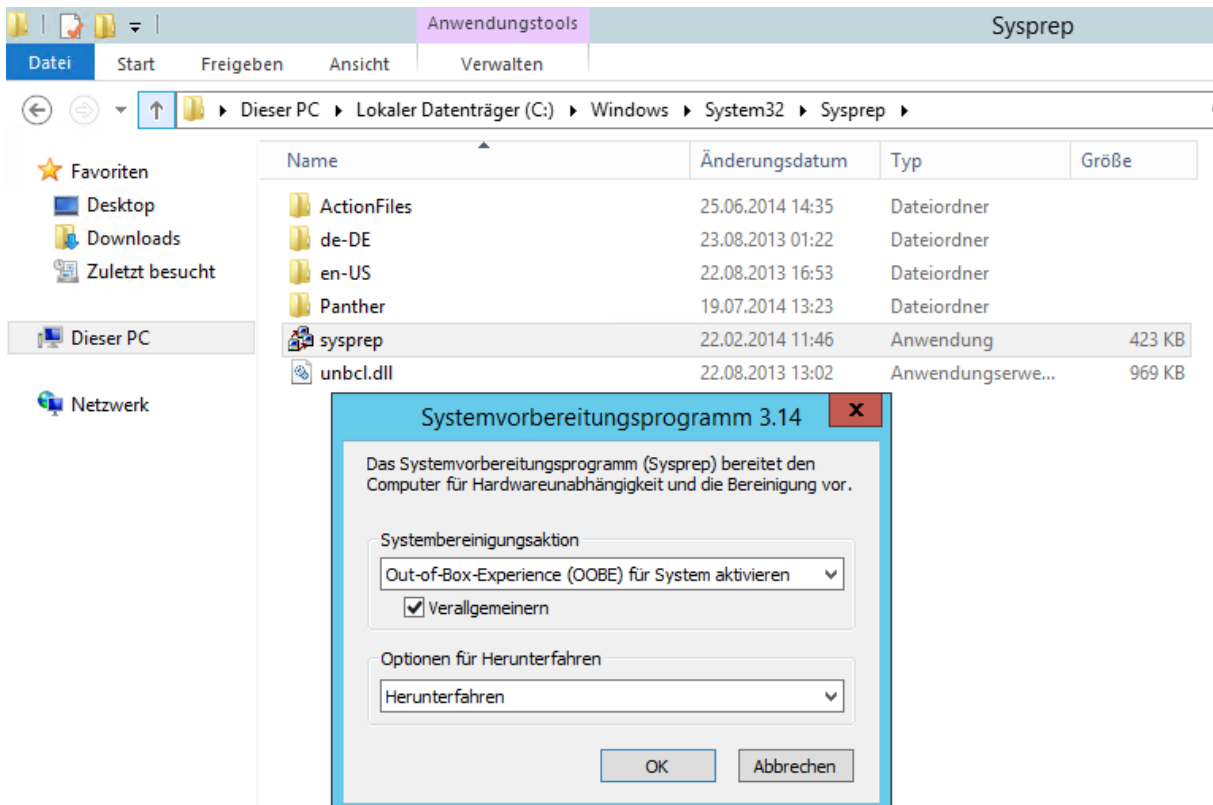 Anwendungstools
Sysprep
Datei Start Freigeben Ansicht Verwalten
Dieser PC Lokaler Datenträger (C:) Windows System32 Sysprep
Favoriten
Desktop
Downloads
Zuletzt besucht
Dieser PC
Netzwerk
Name Änderungsdatum Typ Größe
ActionFiles 25.06.2014 14:35 Dateiordner
de-DE 23.08.2013 01:22 Dateiordner
en-US 22.08.2013 16:53 Dateiordner
Panther 19.07.2014 13:23 Dateiordner
sysprep 22.02.2014 11:46 Anwendung 423 KB
unbcl.dll 22.08.2013 13:02 Anwendungserwe... 969 KB
Systemvorbereitungsprogramm 3.14
x
Das Systemvorbereitungsprogramm (Sysprep) bereitet den
Computer für Hardwareunabhängigkeit und die Bereinigung vor.
Systembereinigungsaktion
Out-of-Box-Experience (OOBE) für System aktivieren
Verallgemeinern
Optionen für Herunterfahren
Herunterfahren
OK Abbrechen